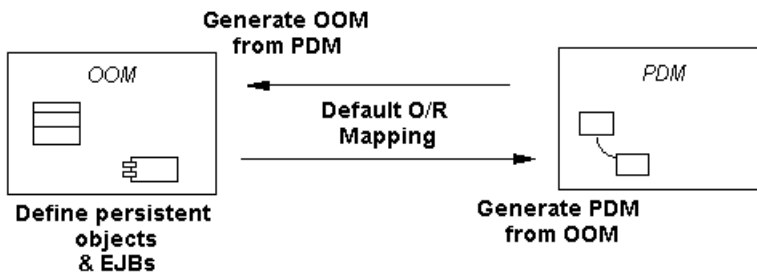 Generate OOM
from PDM
OOM
PDM
Default O/R
Mapping
Define persistent
objects
& EJBs
Generate PDM
from OOM